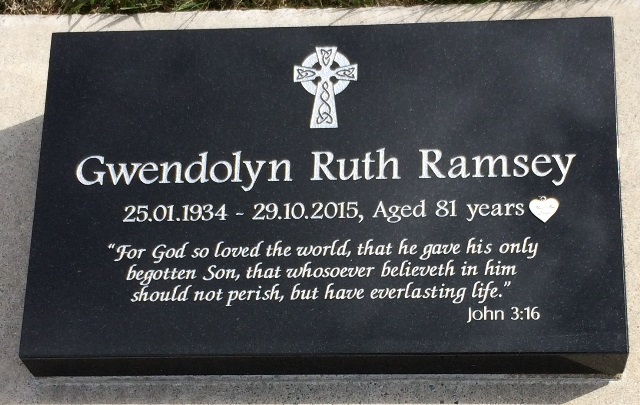 Gwendolyn Ruth Ramsey
25.01.1934 - 29.10.2015, Aged 81 years
“For God so loved the world, that he gave his only
begotten Son, that whosoever believeth in him
should not perish, but have everlasting life.”
John 3:16